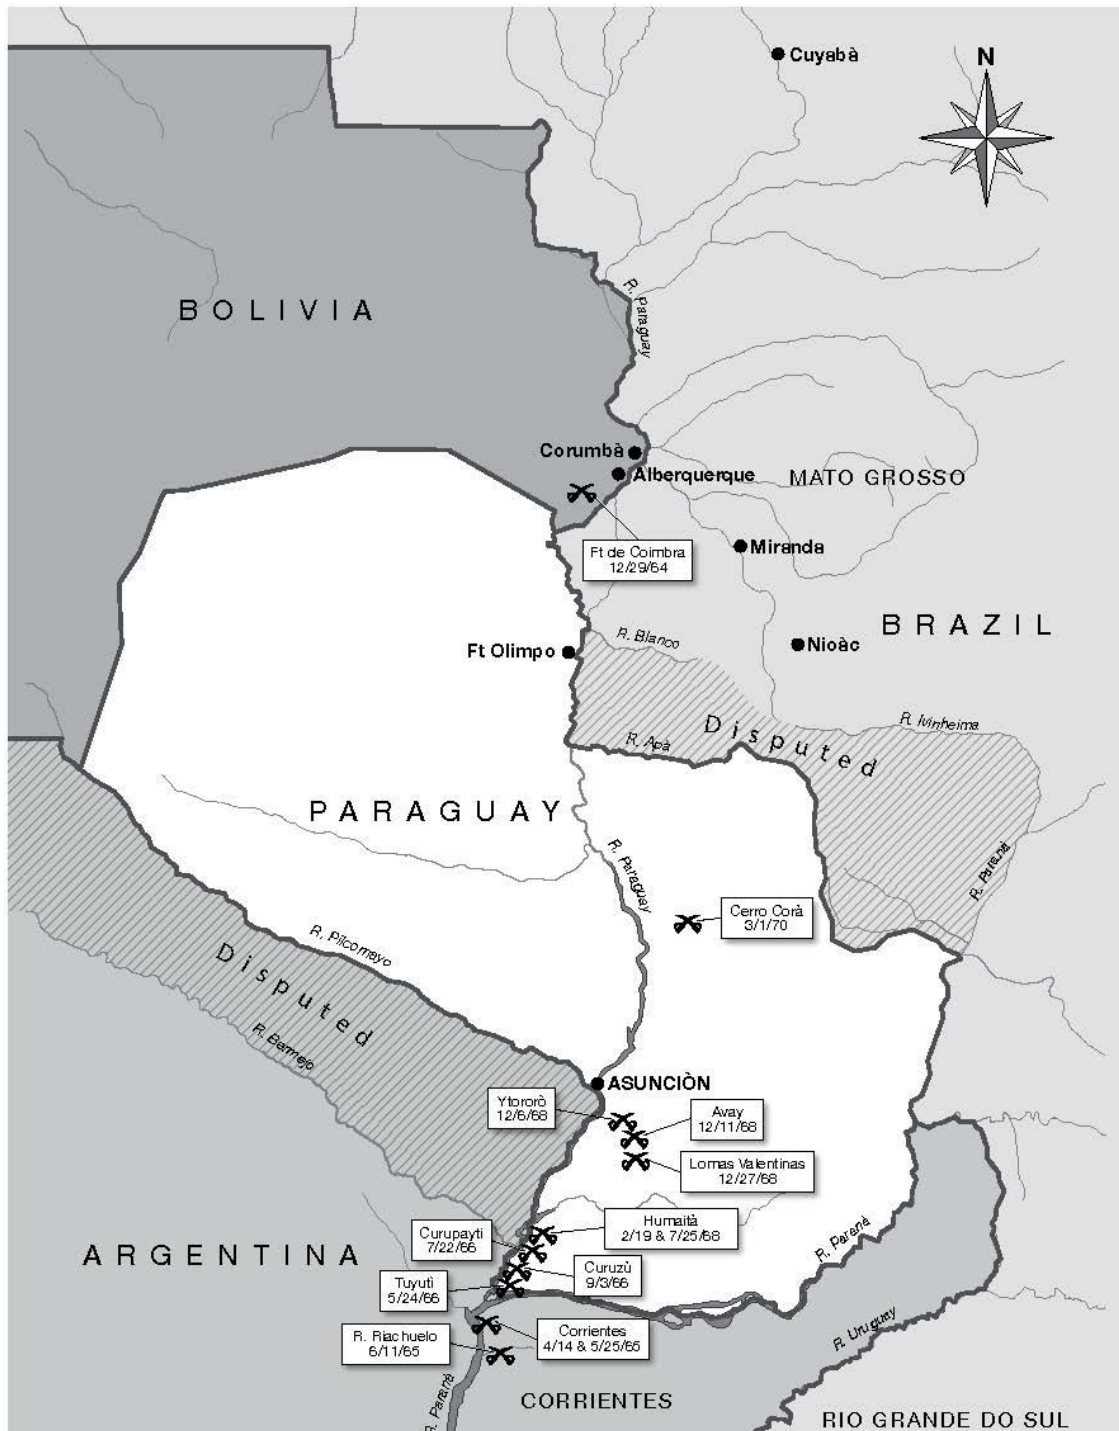 Cuyabà
N
BOLIVIA
R. Paraguay
Corumbà
Alberquerque
MATO GROSSO
Ft de Coimbra
12/29/64
Miranda
BRAZIL
R. Blanco
Nioàc
Ft Olimpo
R. Ivinheima
Disputed
R. Apà
PARAGUAY
R. Paraguay
R. Paranà
Cerro Corà
3/1/70
R. Pilcomayo
Disputed
R. Bermejo
ASUNCIÒN
Ytororò
12/6/68
Avay
12/11/68
Lomas Valentinas
12/27/68
Humaità
2/19 & 7/25/68
Curupayti
7/22/66
ARGENTINA
R. Paranà
Curuzù
9/3/66
Tuyutì
5/24/66
Corrientes
4/14 & 5/25/65
R. Riachuelo
6/11/65
R. Uruguay
R. Paranà
CORRIENTES
RIO GRANDE DO SUL